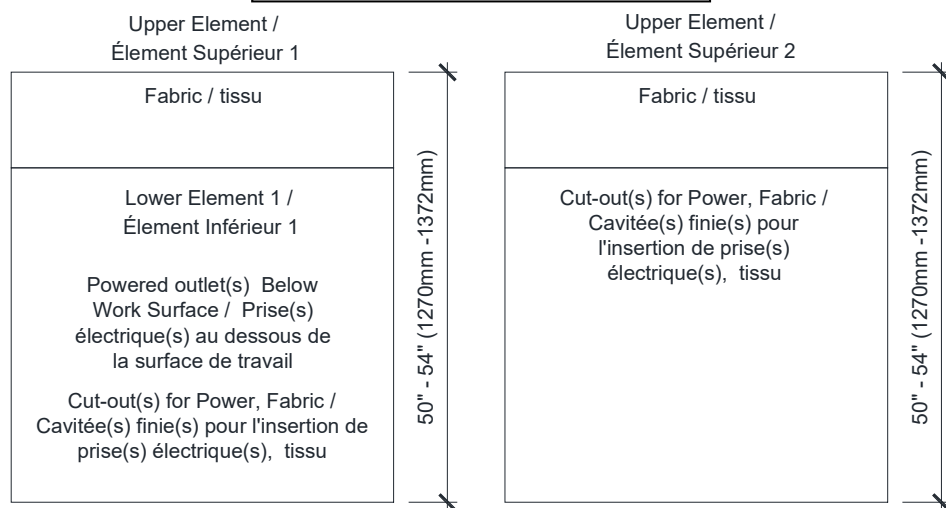 Upper Element /
Élement Supérieur 1
Fabric / tissu
Lower Element 1 /
Élement Inférieur 1
Powered outlet(s) Below
Work Surface / Prise(s)
électrique(s) au dessous de
la surface de travail
Cut-out(s) for Power, Fabric /
Cavitée(s) finie(s) pour l'insertion de
prise(s) électrique(s), tissu
50" - 54" (1270mm -1372mm)
Upper Element /
Élement Supérieur 2
Fabric / tissu
Cut-out(s) for Power, Fabric /
Cavitée(s) finie(s) pour
l'insertion de prise(s)
électrique(s), tissu
50" - 54" (1270mm -1372mm)